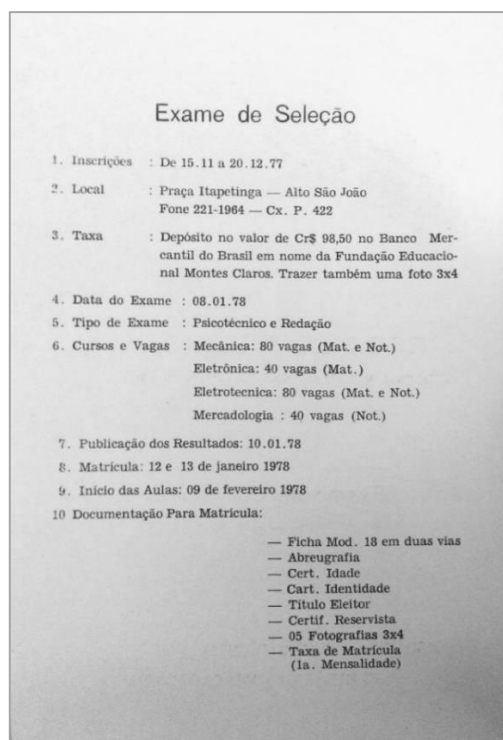 Exame de Seleção
1. Inscrições : De 15.11 a 20.12.77
2. Local : Praça Itapetinga — Alto São João
Fone 221-1964 — Cx. P. 422
3. Taxa : Depósito no valor de Cr$ 98,50 no Banco Mer-
cantil do Brasil em nome da Fundação Educacio-
nal Montes Claros. Trazer também uma foto 3x4
4. Data do Exame : 08.01.78
5. Tipo de Exame : Psicotécnico e Redação
6. Cursos e Vagas : Mecânica: 80 vagas (Mat. e Not.)
Eletrônica: 40 vagas (Mat.)
Eletrotecnica: 80 vagas (Mat. e Not.)
Mercadologia : 40 vagas (Not.)
7. Publicação dos Resultados: 10.01.78
8. Matrícula: 12 e 13 de janeiro 1978
9. Início das Aulas: 09 de fevereiro 1978
10 Documentação Para Matrícula:
— Ficha Mod. 18 em duas vias
— Abreugrafia
— Cert. Idade
— Cart. Identidade
— Título Eleitor
— Certif. Reservista
— 05 Fotografias 3x4
— Taxa de Matrícula
(1a. Mensalidade)